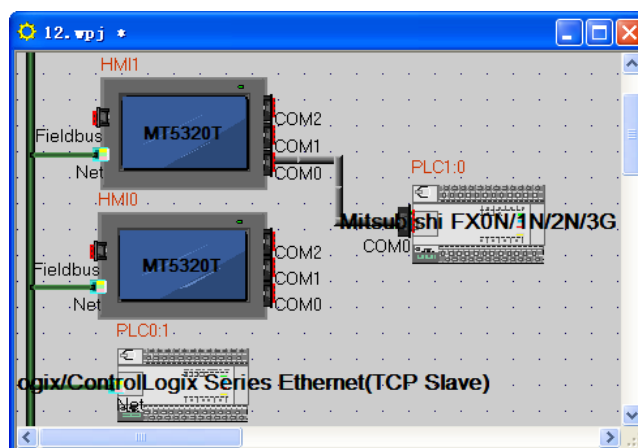 12.wpj *
HMI1
COM2
MT5320T
COM1
Fieldbus
COM0
Net
PLC1:0
HMI0
Mitsubishi FX0N/1N/2N/3G
COM0
COM2
MT5320T
Fieldbus
COM1
Net
COM0
PLC0:1
ogix/ControlLogix Series Ethernet(TCP Slave)
Net